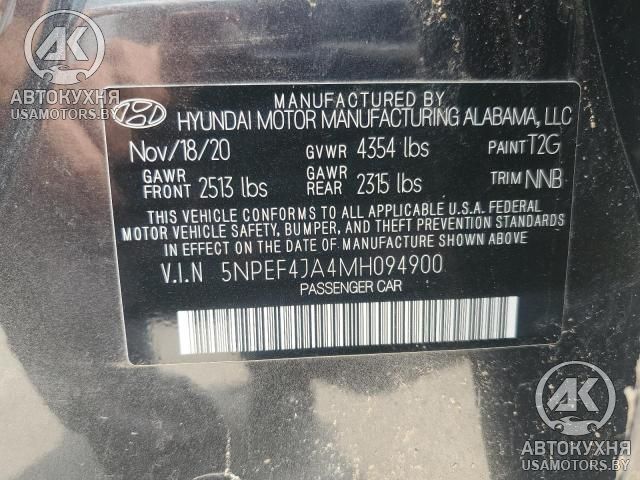 AK
АВТОКУХНЯ
USAMOTORS.BY
MANUFACTURED BY
HYUNDAI MOTOR MANUFACTURING ALABAMA, LLC
Nov/18/20 GVWR 4354 lbs PAINT T2G
GAWR FRONT 2513 lbs GAWR REAR 2315 lbs TRIM NNB
THIS VEHICLE CONFORMS TO ALL APPLICABLE U.S.A. FEDERAL
MOTOR VEHICLE SAFETY, BUMPER, AND THEFT PREVENTION STANDARDS
IN EFFECT ON THE DATE OF MANUFACTURE SHOWN ABOVE.
V.I.N 5NPEF4JA4MH094900
PASSENGER CAR
AK
АВТОКУХНЯ
USAMOTORS.BY